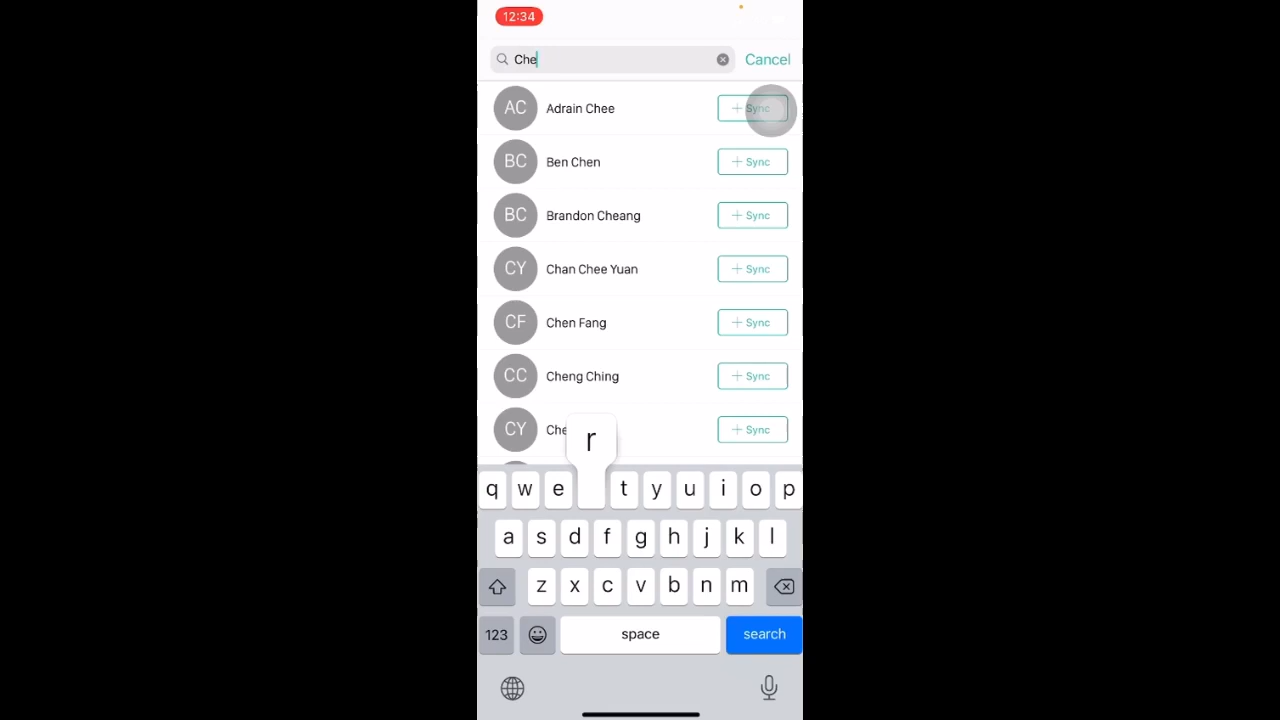 12:34
Che
Cancel
AC Adrain Chee + Sync
BC Ben Chen + Sync
BC Brandon Cheang + Sync
CY Chan Chee Yuan + Sync
CF Chen Fang + Sync
CC Cheng Ching + Sync
CY + Sync
r
q w e t y u i o p
a s d f g h j k l
z x c v b n m
123 space search